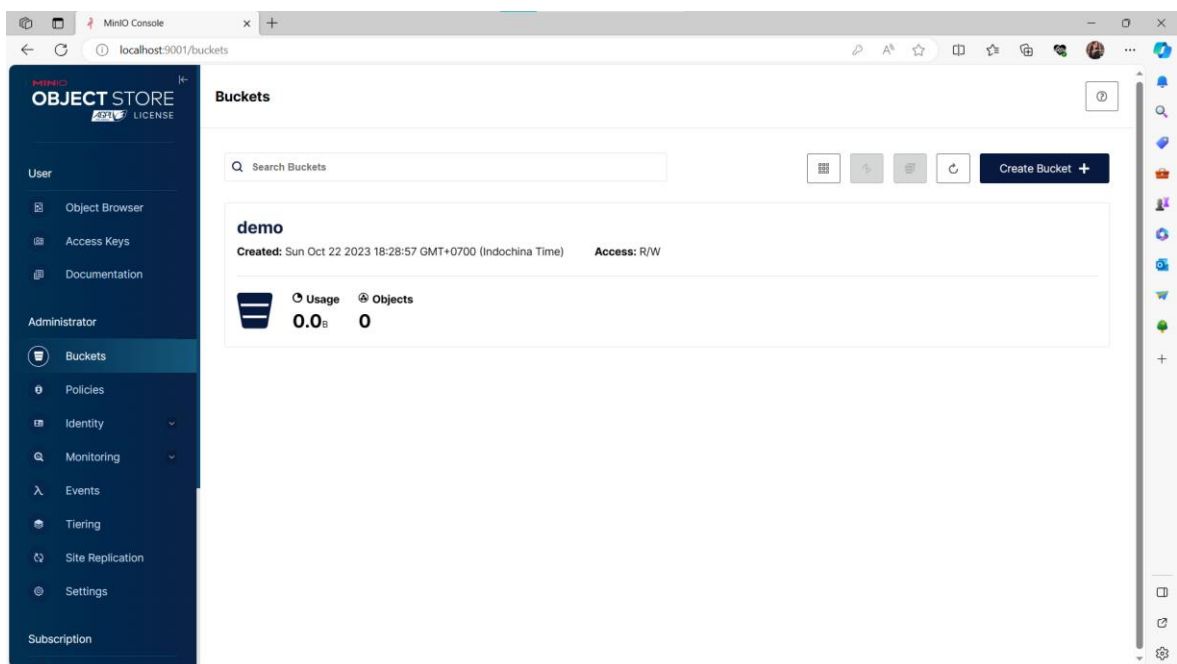 MinIO Console
localhost:9001/buckets
MINIO
OBJECT STORE
AGPL LICENSE
Buckets
Search Buckets
Create Bucket +
User
Object Browser
Access Keys
Documentation
demo
Created: Sun Oct 22 2023 18:28:57 GMT+0700 (Indochina Time) Access: R/W
Usage Objects
0.0B 0
Administrator
Buckets
Policies
Identity
Monitoring
Events
Tiering
Site Replication
Settings
Subscription